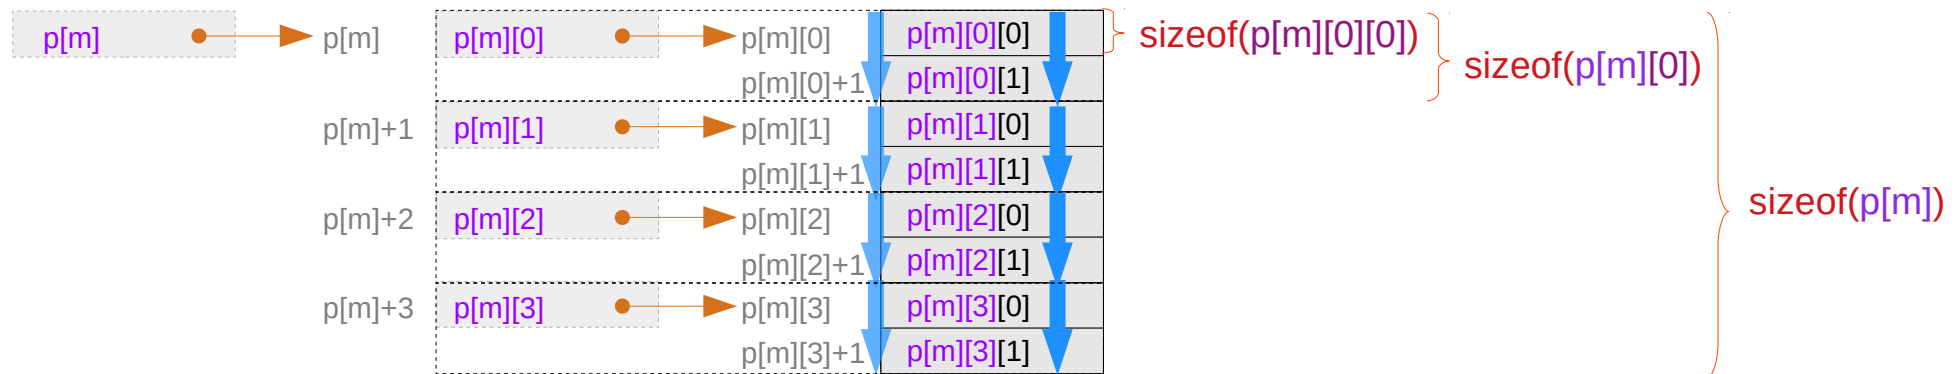 p[m] p[m] p[m][0] p[m][0] p[m][0][0] sizeof(p[m][0][0])
p[m][0]+1 p[m][0][1] sizeof(p[m][0])
p[m]+1 p[m][1] p[m][1] p[m][1][0]
p[m][1]+1 p[m][1][1]
p[m]+2 p[m][2] p[m][2] p[m][2][0] sizeof(p[m])
p[m][2]+1 p[m][2][1]
p[m]+3 p[m][3] p[m][3] p[m][3][0]
p[m][3]+1 p[m][3][1]